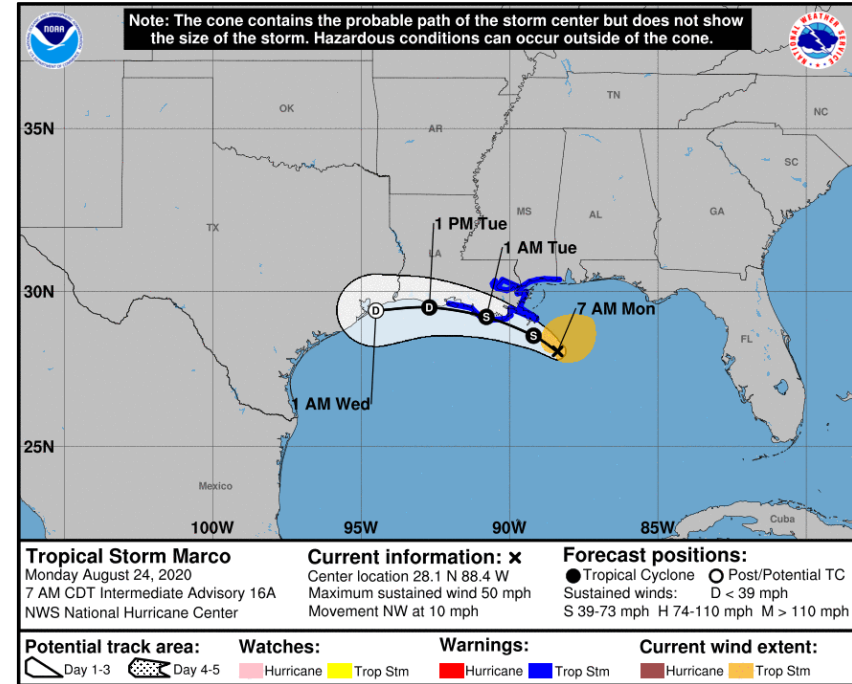 Note: The cone contains the probable path of the storm center but does not show
the size of the storm. Hazardous conditions can occur outside of the cone.
NOAA
NATIONAL WEATHER SERVICE
OK
TN
NC
35N
AR
SC
MS
AL
GA
TX
1 PM Tue
LA
1 AM Tue
30N
7 AM Mon
D
D
S
S
FL
1 AM Wed
25N
Mexico
Cuba
100W
95W
90W
85W
Tropical Storm Marco
Monday August 24, 2020
7 AM CDT Intermediate Advisory 16A
NWS National Hurricane Center
Current information: x
Center location 28.1 N 88.4 W
Maximum sustained wind 50 mph
Movement NW at 10 mph
Forecast positions:
Tropical Cyclone Post/Potential TC
Sustained winds: D < 39 mph
S 39-73 mph H 74-110 mph M > 110 mph
Potential track area:
Day 1-3 Day 4-5
Watches:
Hurricane Trop Stm
Warnings:
Hurricane Trop Stm
Current wind extent:
Hurricane Trop Stm